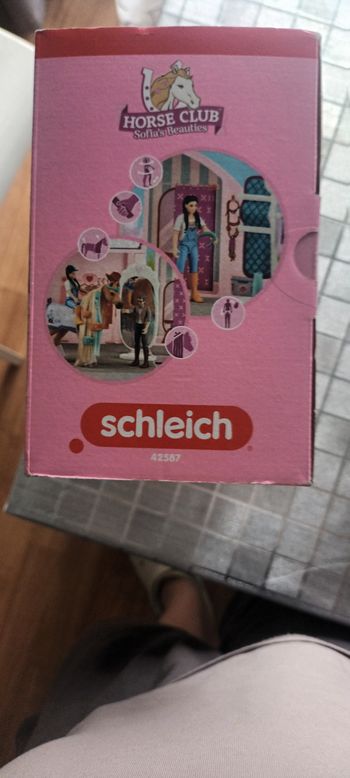 HORSE CLUB
Sofia's Beauties
schleich
42587